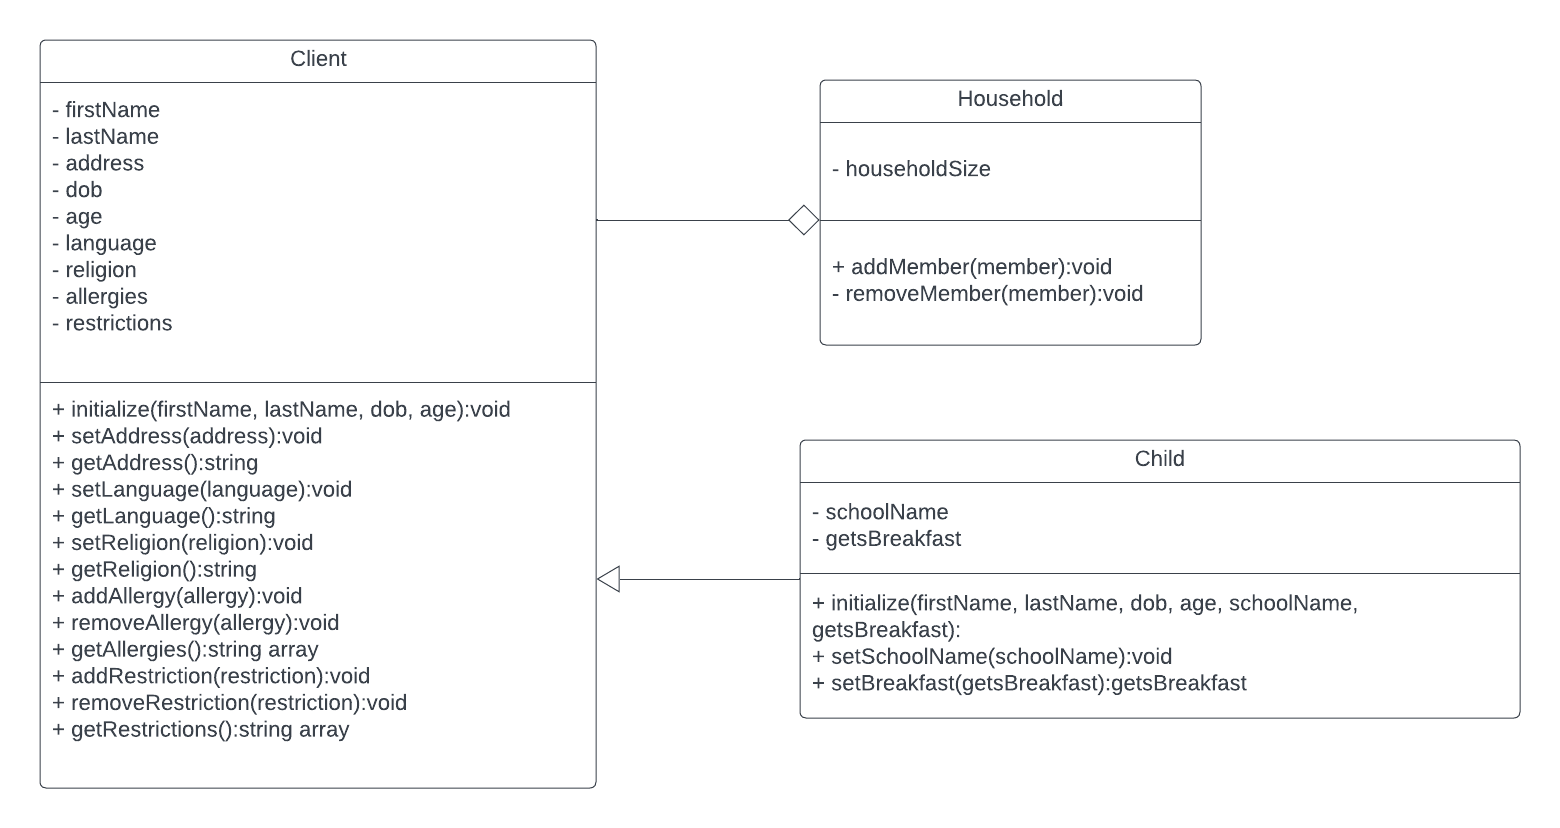 Client
- firstName
- lastName
- address
- dob
- age
- language
- religion
- allergies
- restrictions
+ initialize(firstName, lastName, dob, age):void
+ setAddress(address):void
+ getAddress():string
+ setLanguage(language):void
+ getLanguage():string
+ setReligion(religion):void
+ getReligion():string
+ addAllergy(allergy):void
+ removeAllergy(allergy):void
+ getAllergies():string array
+ addRestriction(restriction):void
+ removeRestriction(restriction):void
+ getRestrictions():string array
Household
- householdSize
+ addMember(member):void
- removeMember(member):void
Child
- schoolName
- getsBreakfast
+ initialize(firstName, lastName, dob, age, schoolName,
getsBreakfast):
+ setSchoolName(schoolName):void
+ setBreakfast(getsBreakfast):getsBreakfast